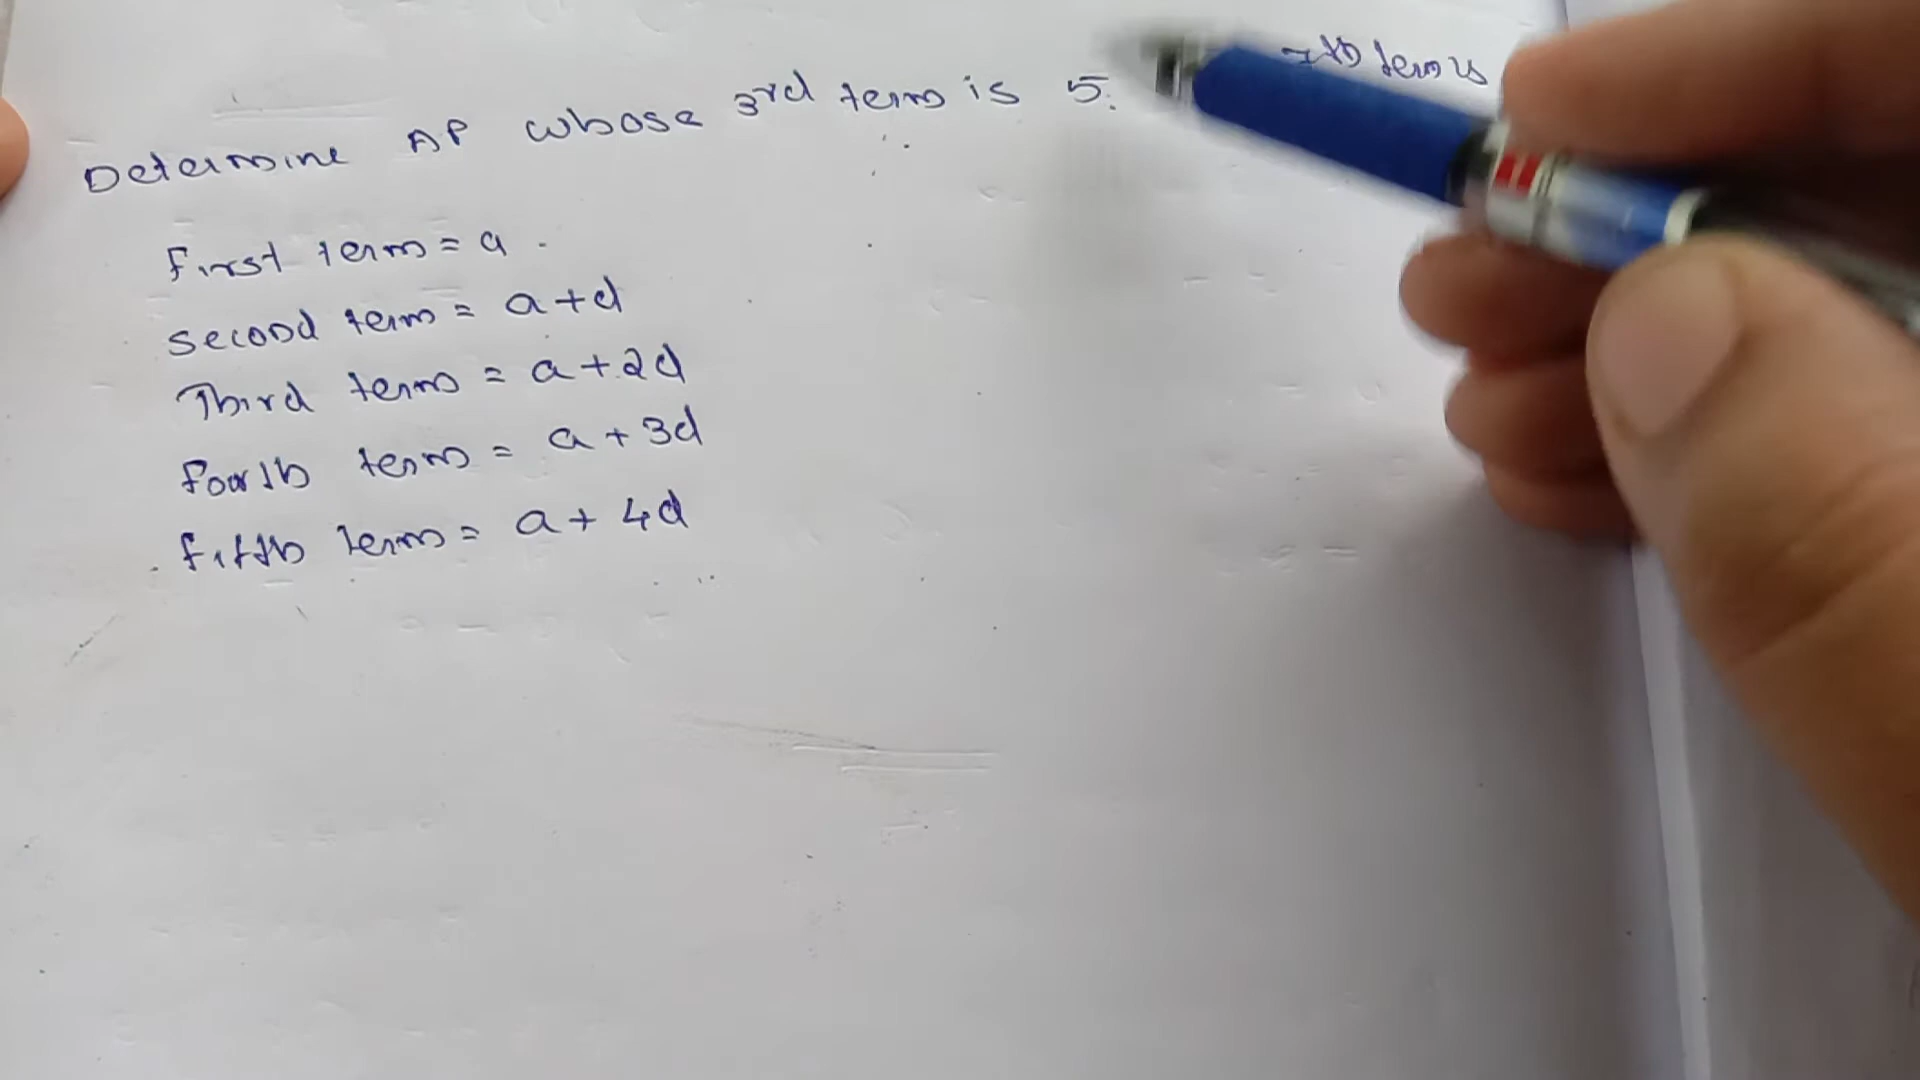 Determine AP whose 3rd term is 5. 7th term is
First term = a.
Second term = a+d
Third term = a+2d
fourth term = a+3d
fifth term = a+4d